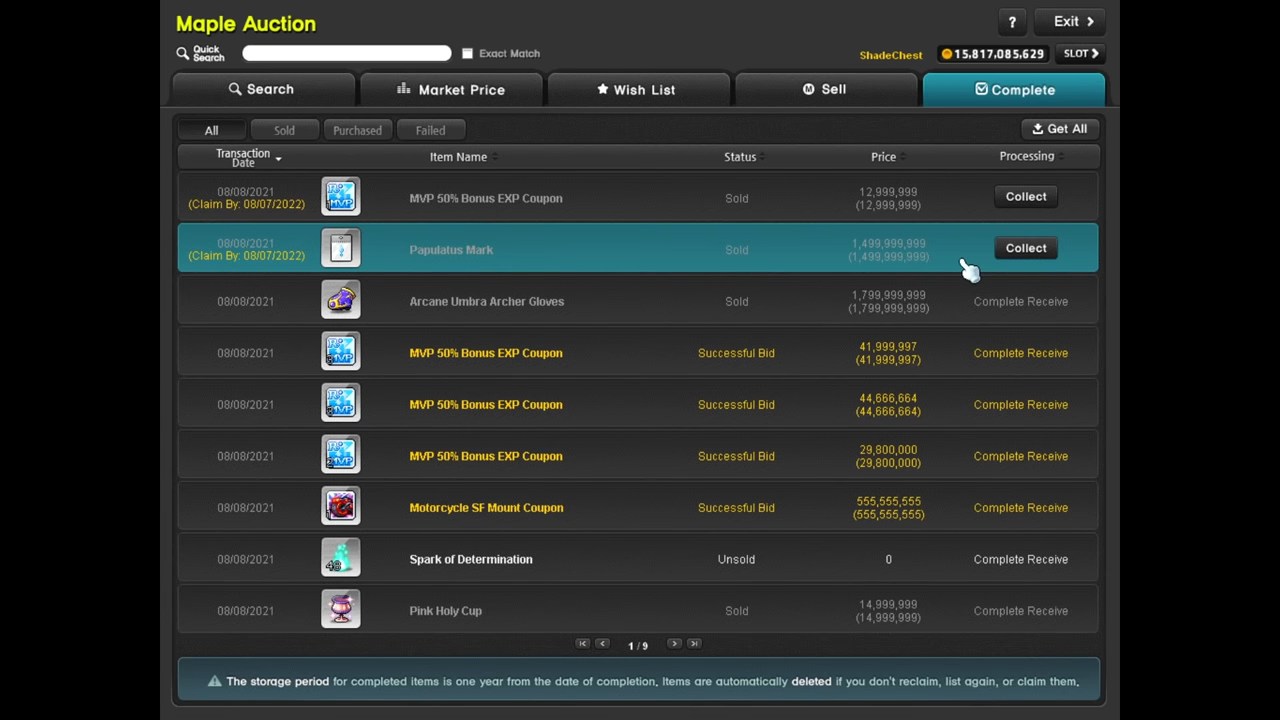 Maple Auction
?
Exit
Quick Search
Exact Match
ShadeChest
15,817,085,629
SLOT
Search
Market Price
Wish List
Sell
Complete
All
Sold
Purchased
Failed
Get All
Transaction Date
Item Name
Status
Price
Processing
08/08/2021
(Claim By: 08/07/2022)
MVP 50% Bonus EXP Coupon
Sold
12,999,999
(12,999,999)
Collect
08/08/2021
(Claim By: 08/07/2022)
Papulatus Mark
Sold
1,499,999,999
(1,499,999,999)
Collect
08/08/2021
Arcane Umbra Archer Gloves
Sold
1,799,999,999
(1,799,999,999)
Complete Receive
08/08/2021
MVP 50% Bonus EXP Coupon
Successful Bid
41,999,997
(41,999,997)
Complete Receive
08/08/2021
MVP 50% Bonus EXP Coupon
Successful Bid
44,666,664
(44,666,664)
Complete Receive
08/08/2021
MVP 50% Bonus EXP Coupon
Successful Bid
29,800,000
(29,800,000)
Complete Receive
08/08/2021
Motorcycle SF Mount Coupon
Successful Bid
555,555,555
(555,555,555)
Complete Receive
08/08/2021
48
Spark of Determination
Unsold
0
Complete Receive
08/08/2021
Pink Holy Cup
Sold
14,999,999
(14,999,999)
Complete Receive
1 / 9
The storage period for completed items is one year from the date of completion. Items are automatically deleted if you don't reclaim, list again, or claim them.